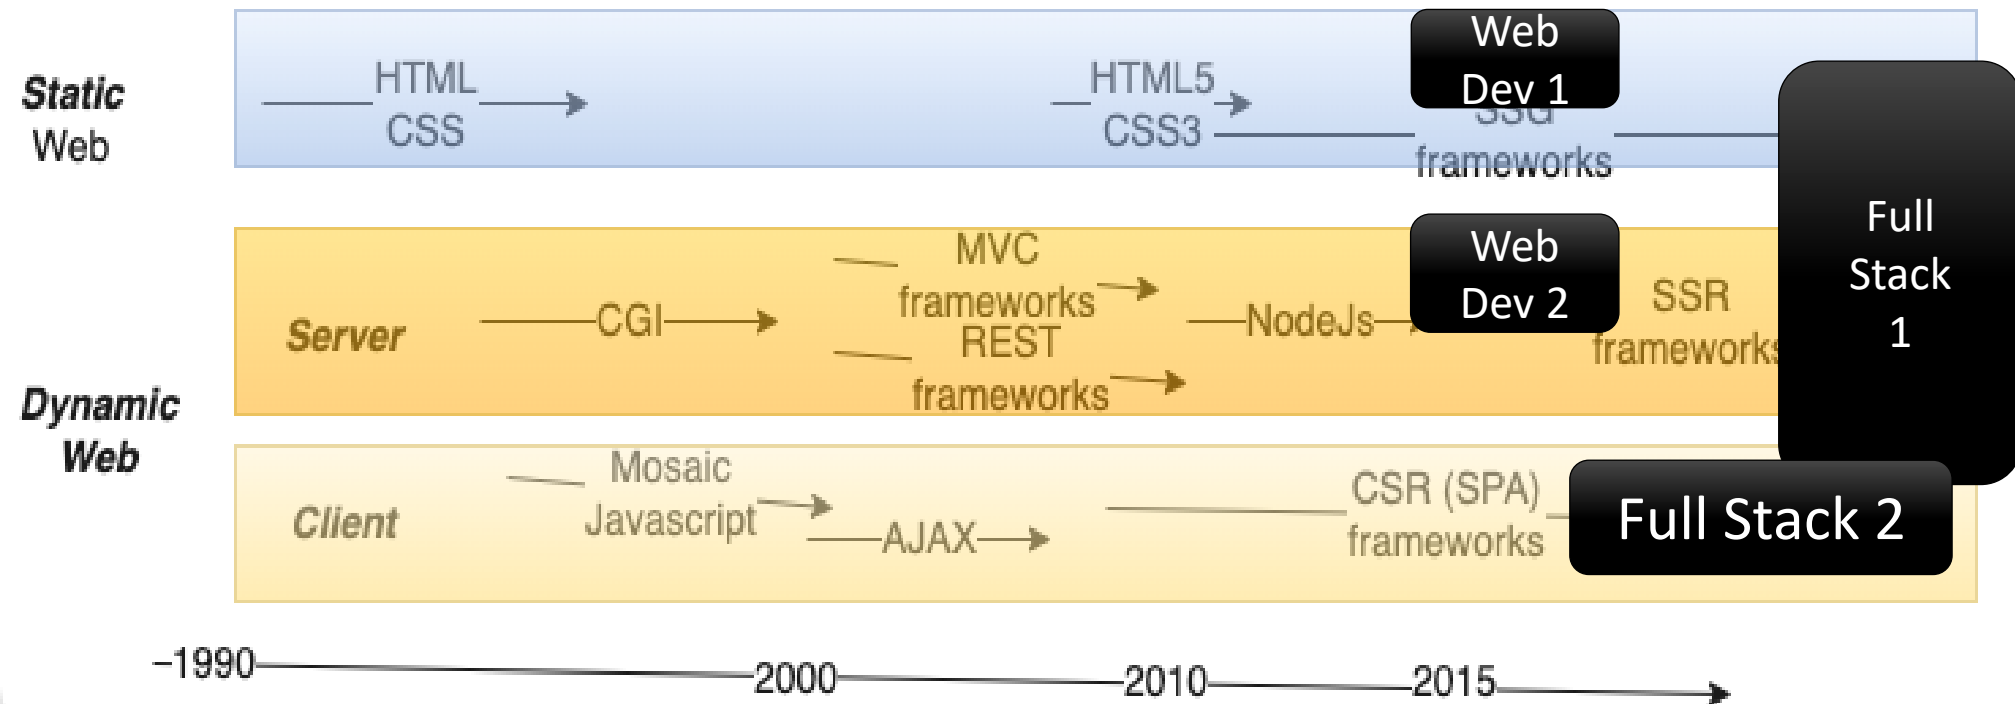 Static
Web
HTML
CSS
HTML5
CSS3
Web
Dev 1
SSG
frameworks
Full
Stack
1
Dynamic
Web
Server
CGI
MVC
frameworks
REST
frameworks
NodeJs
Web
Dev 2
SSR
frameworks
Client
Mosaic
Javascript
AJAX
CSR (SPA)
frameworks
Full Stack 2
~1990
2000
2010
2015